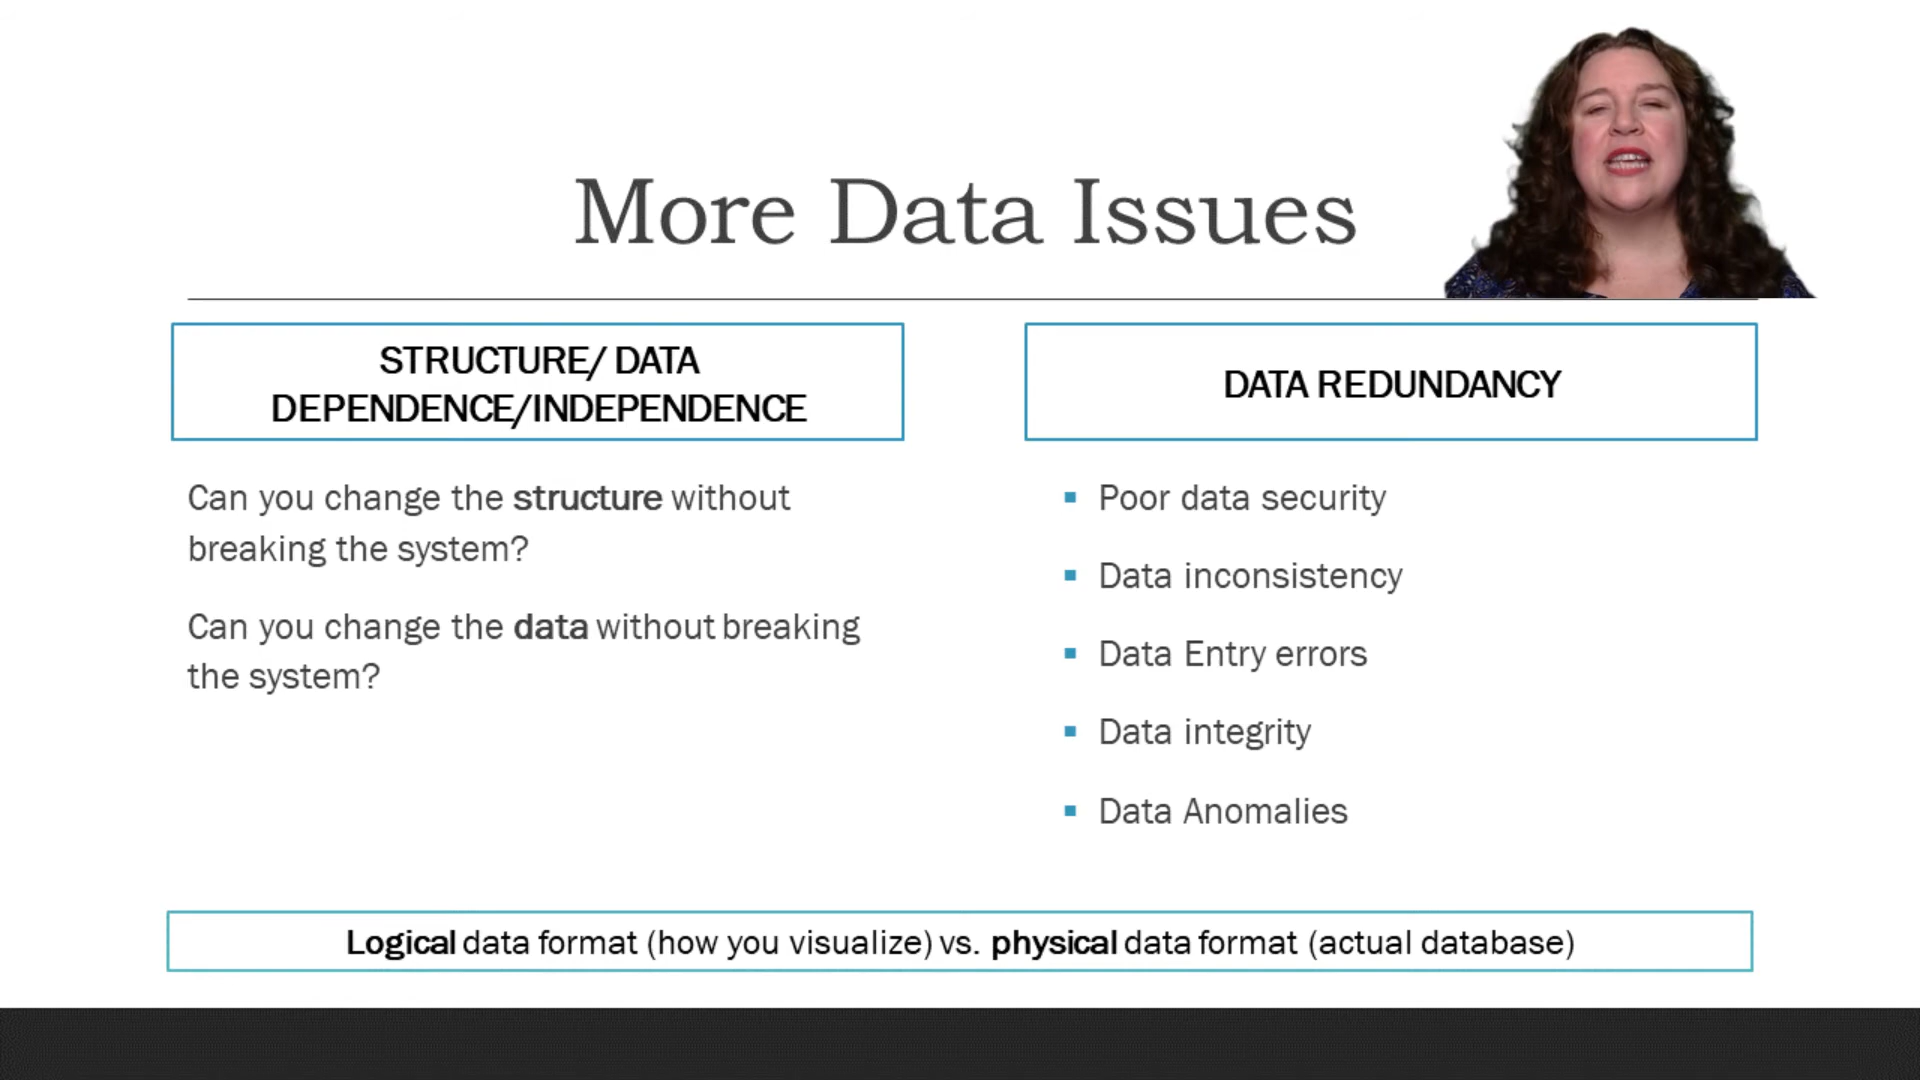 More Data Issues
STRUCTURE/ DATA
DEPENDENCE/INDEPENDENCE
Can you change the structure without
breaking the system?
Can you change the data without breaking
the system?
DATA REDUNDANCY
Poor data security
Data inconsistency
Data Entry errors
Data integrity
Data Anomalies
Logical data format (how you visualize) vs. physical data format (actual database)